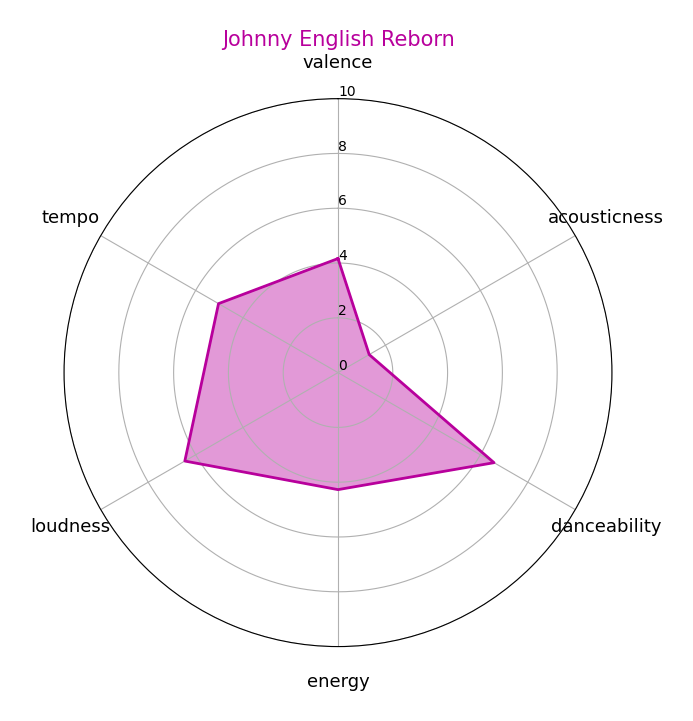 Johnny English Reborn
valence
10
8
tempo
6
acousticness
4
2
0
loudness
danceability
energy